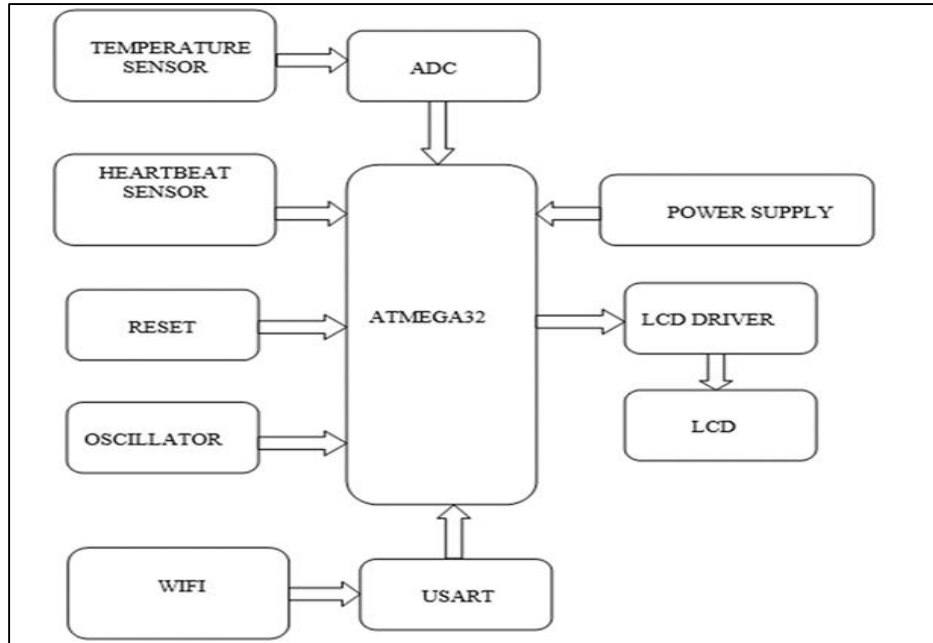 TEMPERATURE
SENSOR
ADC
HEARTBEAT
SENSOR
POWER SUPPLY
RESET
ATMEGA32
LCD DRIVER
OSCILLATOR
LCD
WIFI
USART